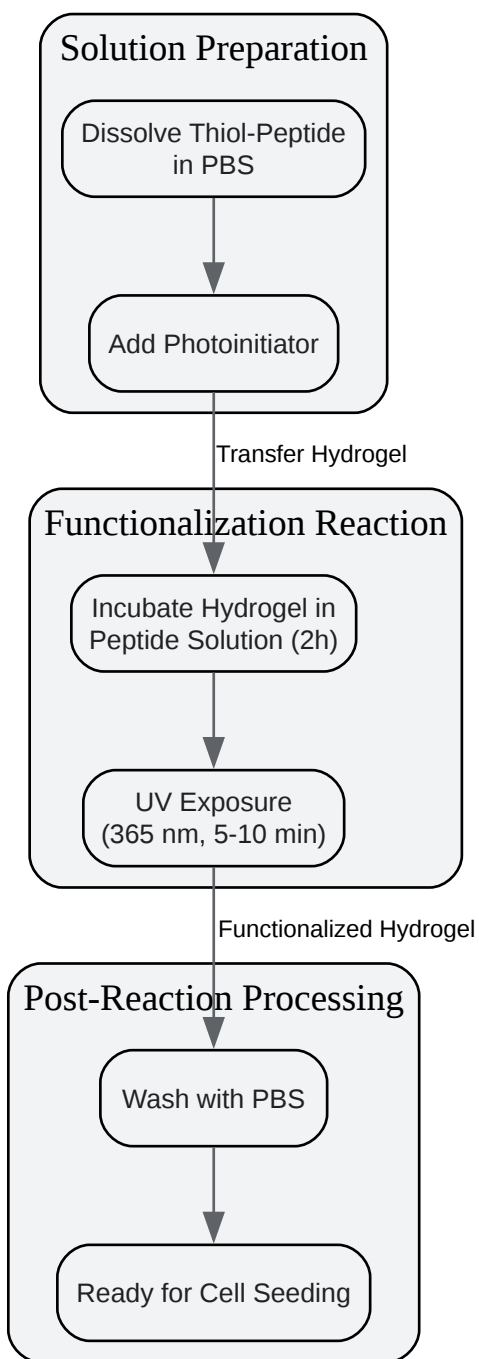 Solution Preparation
Dissolve Thiol-Peptide
in PBS
Add Photoinitiator
Transfer Hydrogel
Functionalization Reaction
Incubate Hydrogel in
Peptide Solution (2h)
UV Exposure
(365 nm, 5-10 min)
Functionalized Hydrogel
Post-Reaction Processing
Wash with PBS
Ready for Cell Seeding